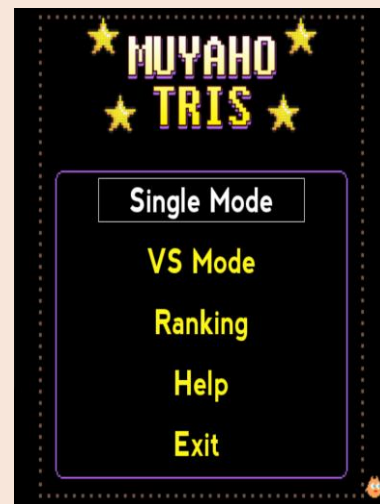 MUYAHO
TRIS
Single Mode
VS Mode
Ranking
Help
Exit